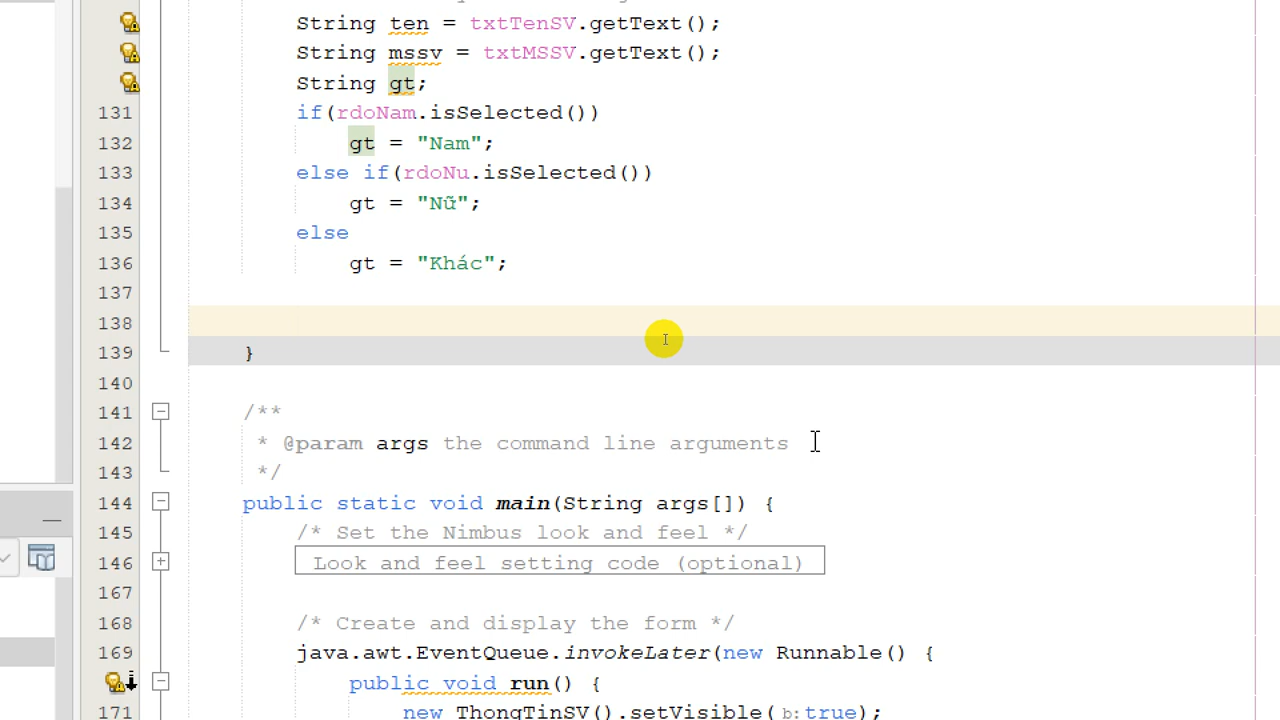 String ten = txtTenSV.getText();
String mssv = txtMSSV.getText();
String gt;
131 if(rdoNam.isSelected())
132 gt = "Nam";
133 else if(rdoNu.isSelected())
134 gt = "Nữ";
135 else
136 gt = "Khác";
137
138
139 }
140
141 /**
142 * @param args the command line arguments
143 */
144 public static void main(String args[]) {
145 /* Set the Nimbus look and feel */
146 Look and feel setting code (optional)
167
168 /* Create and display the form */
169 java.awt.EventQueue.invokeLater(new Runnable() {
public void run() {
171 new ThongTinSV().setVisible(b:true);